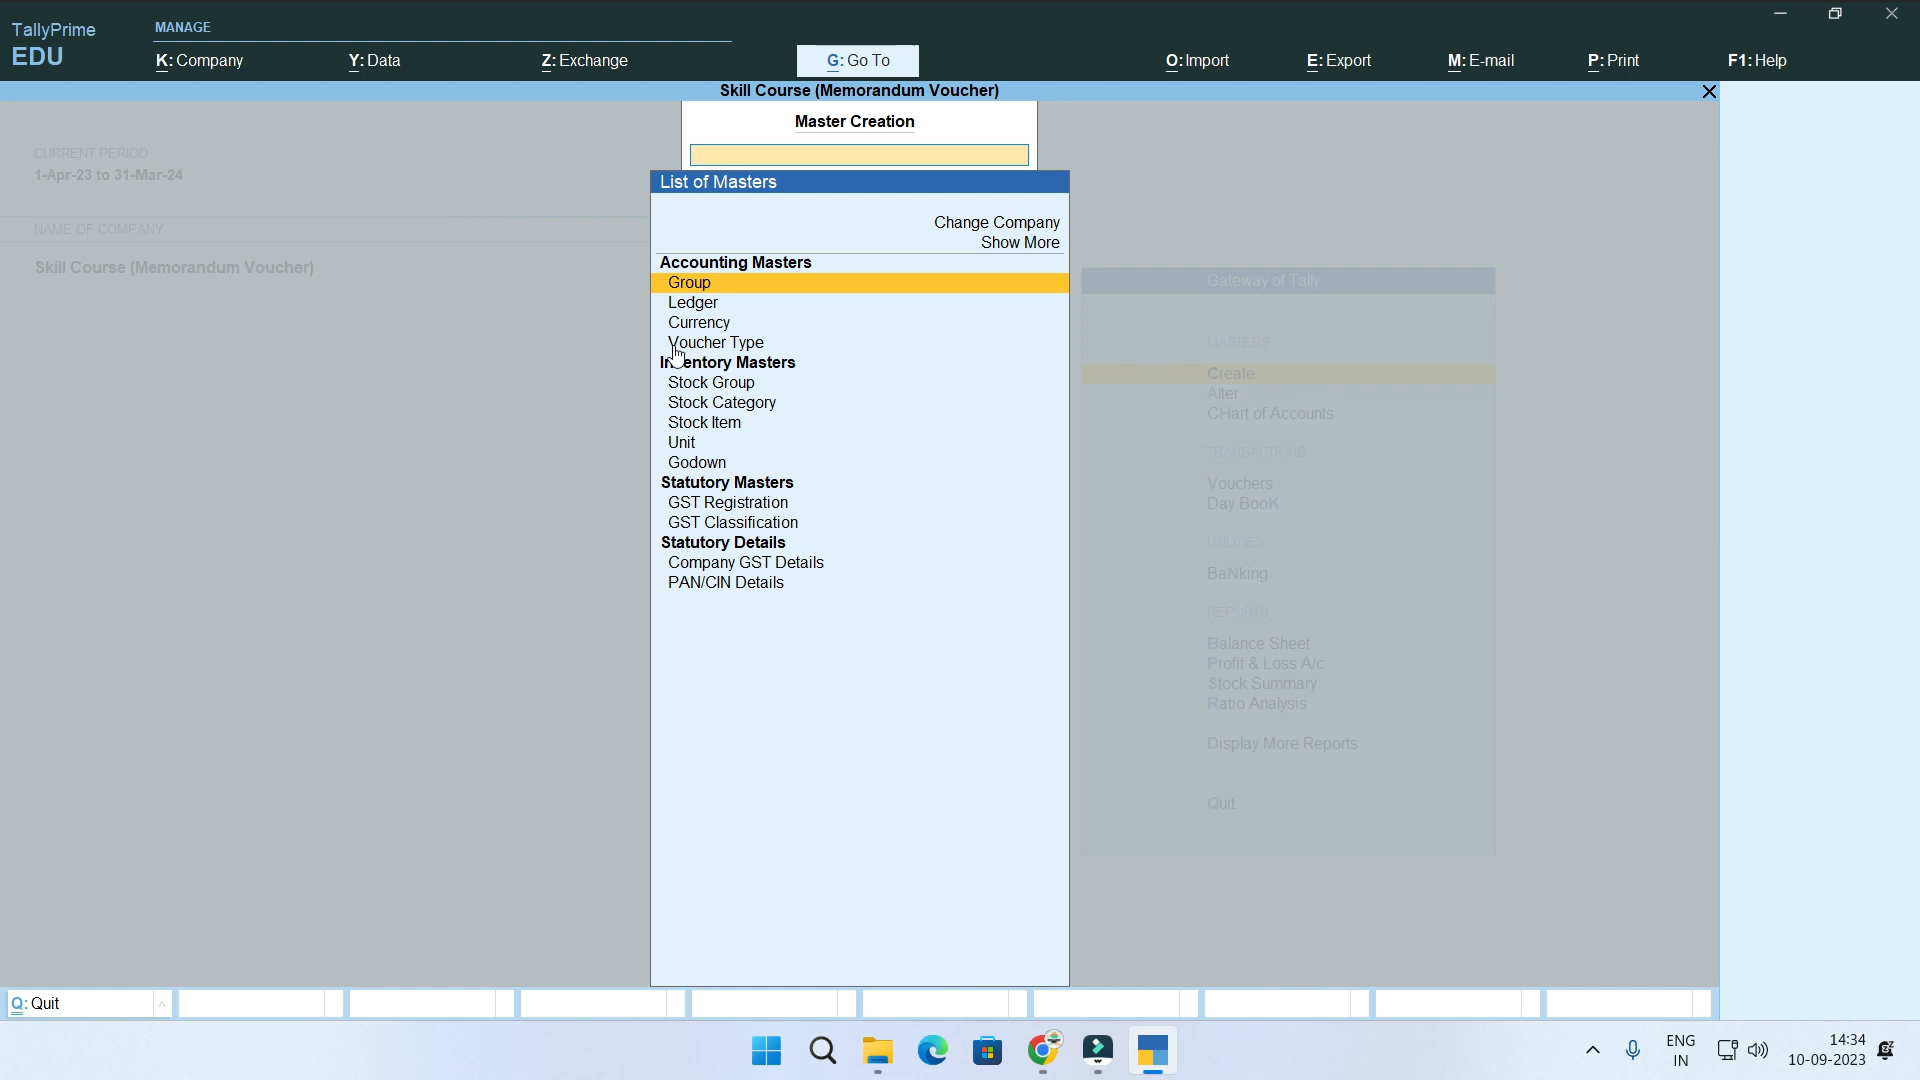 TallyPrime
EDU
MANAGE
K: Company
Y: Data
Z: Exchange
G: Go To
O: Import
E: Export
M: E-mail
P: Print
F1: Help
Skill Course (Memorandum Voucher)
CURRENT PERIOD
1-Apr-23 to 31-Mar-24
NAME OF COMPANY
Skill Course (Memorandum Voucher)
Master Creation
List of Masters
Change Company
Show More
Accounting Masters
Group
Ledger
Currency
Voucher Type
Inventory Masters
Stock Group
Stock Category
Stock Item
Unit
Godown
Statutory Masters
GST Registration
GST Classification
Statutory Details
Company GST Details
PAN/CIN Details
Gateway of Tally
MASTERS
Create
Alter
CHart of Accounts
TRANSACTIONS
Vouchers
Day BooK
UTILITIES
BaNking
REPORTS
Balance Sheet
Profit & Loss A/c
Stock Summary
Ratio Analysis
Display More Reports
Quit
Q: Quit
ENG
IN
14:34
10-09-2023